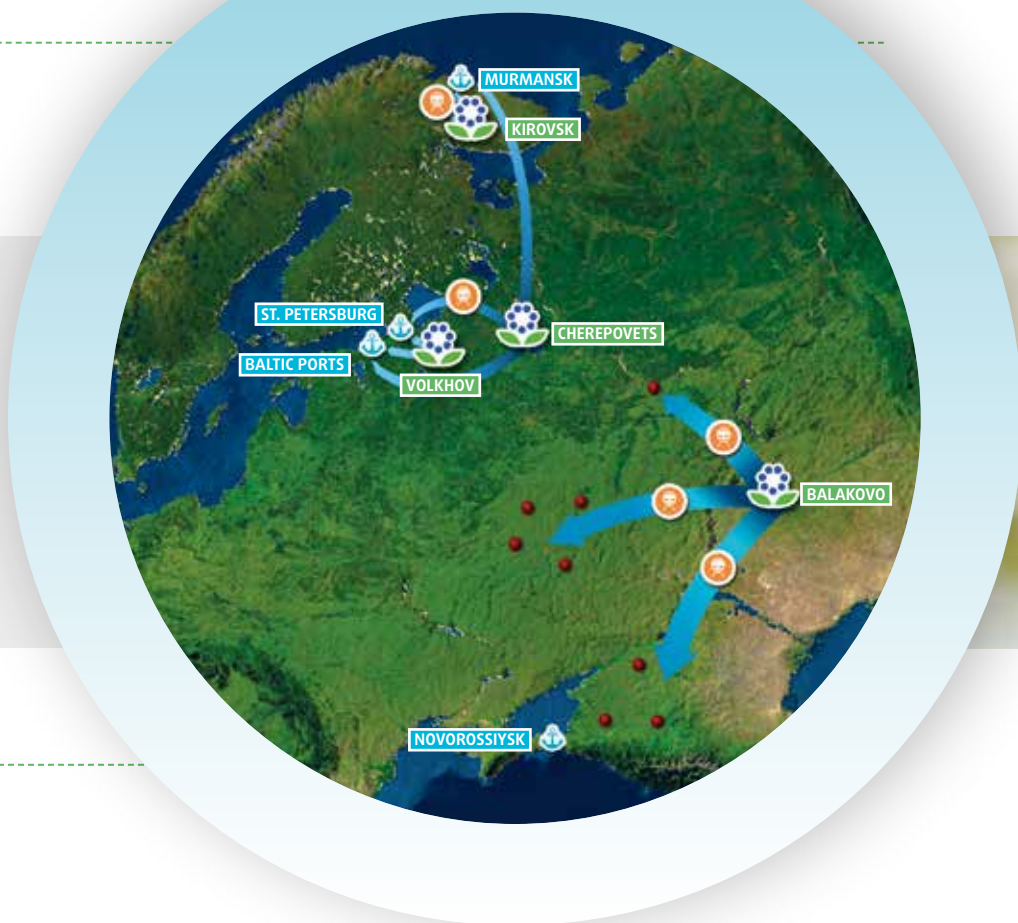 MURMANSK
KIROVSK
ST. PETERSBURG
CHEREPOVETS
BALTIC PORTS
VOLKHOV
BALAKOVO
NOVOROSSIYSK